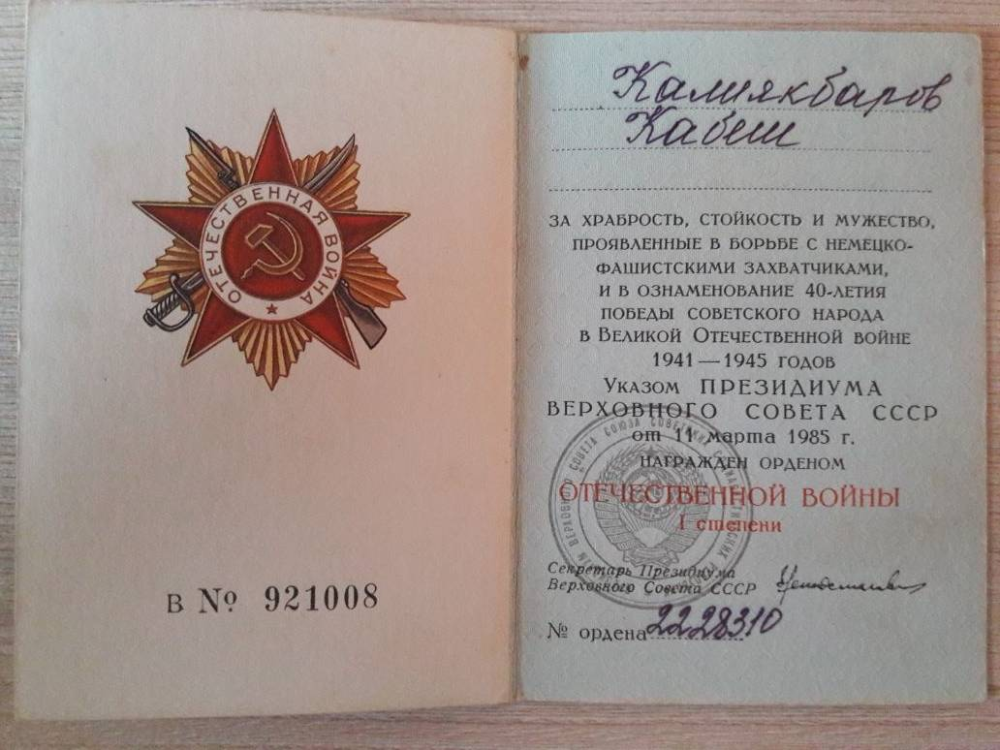 ОТЕЧЕСТВЕННАЯ ВОЙНА
В № 921008
Калиякбаров
Кабеш
ЗА ХРАБРОСТЬ, СТОЙКОСТЬ И МУЖЕСТВО,
ПРОЯВЛЕННЫЕ В БОРЬБЕ С НЕМЕЦКО-
ФАШИСТСКИМИ ЗАХВАТЧИКАМИ,
И В ОЗНАМЕНОВАНИЕ 40-ЛЕТИЯ
ПОБЕДЫ СОВЕТСКОГО НАРОДА
В ВЕЛИКОЙ ОТЕЧЕСТВЕННОЙ ВОЙНЕ
1941—1945 ГОДОВ
УКАЗОМ ПРЕЗИДИУМА
ВЕРХОВНОГО СОВЕТА СССР
от 11 марта 1985 г.
НАГРАЖДЕН ОРДЕНОМ
ОТЕЧЕСТВЕННОЙ ВОЙНЫ
I степени
Секретарь Президиума
Верховного Совета СССР
№ ордена 2228310